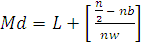 Md = L + [ (n/2 − nb) / nw ]